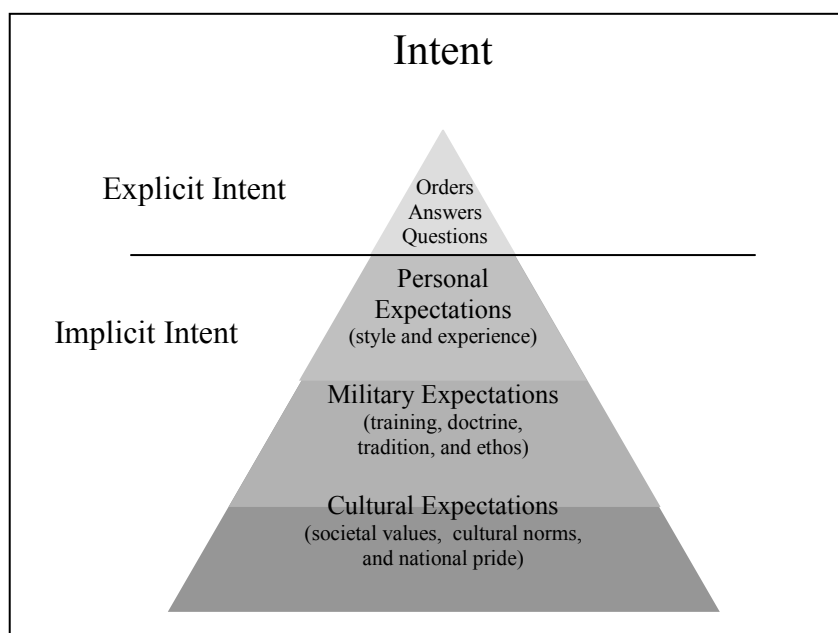 Intent
Explicit Intent
Orders
Answers
Questions
Personal
Expectations
(style and experience)
Implicit Intent
Military Expectations
(training, doctrine,
tradition, and ethos)
Cultural Expectations
(societal values,  cultural norms,
and national pride)